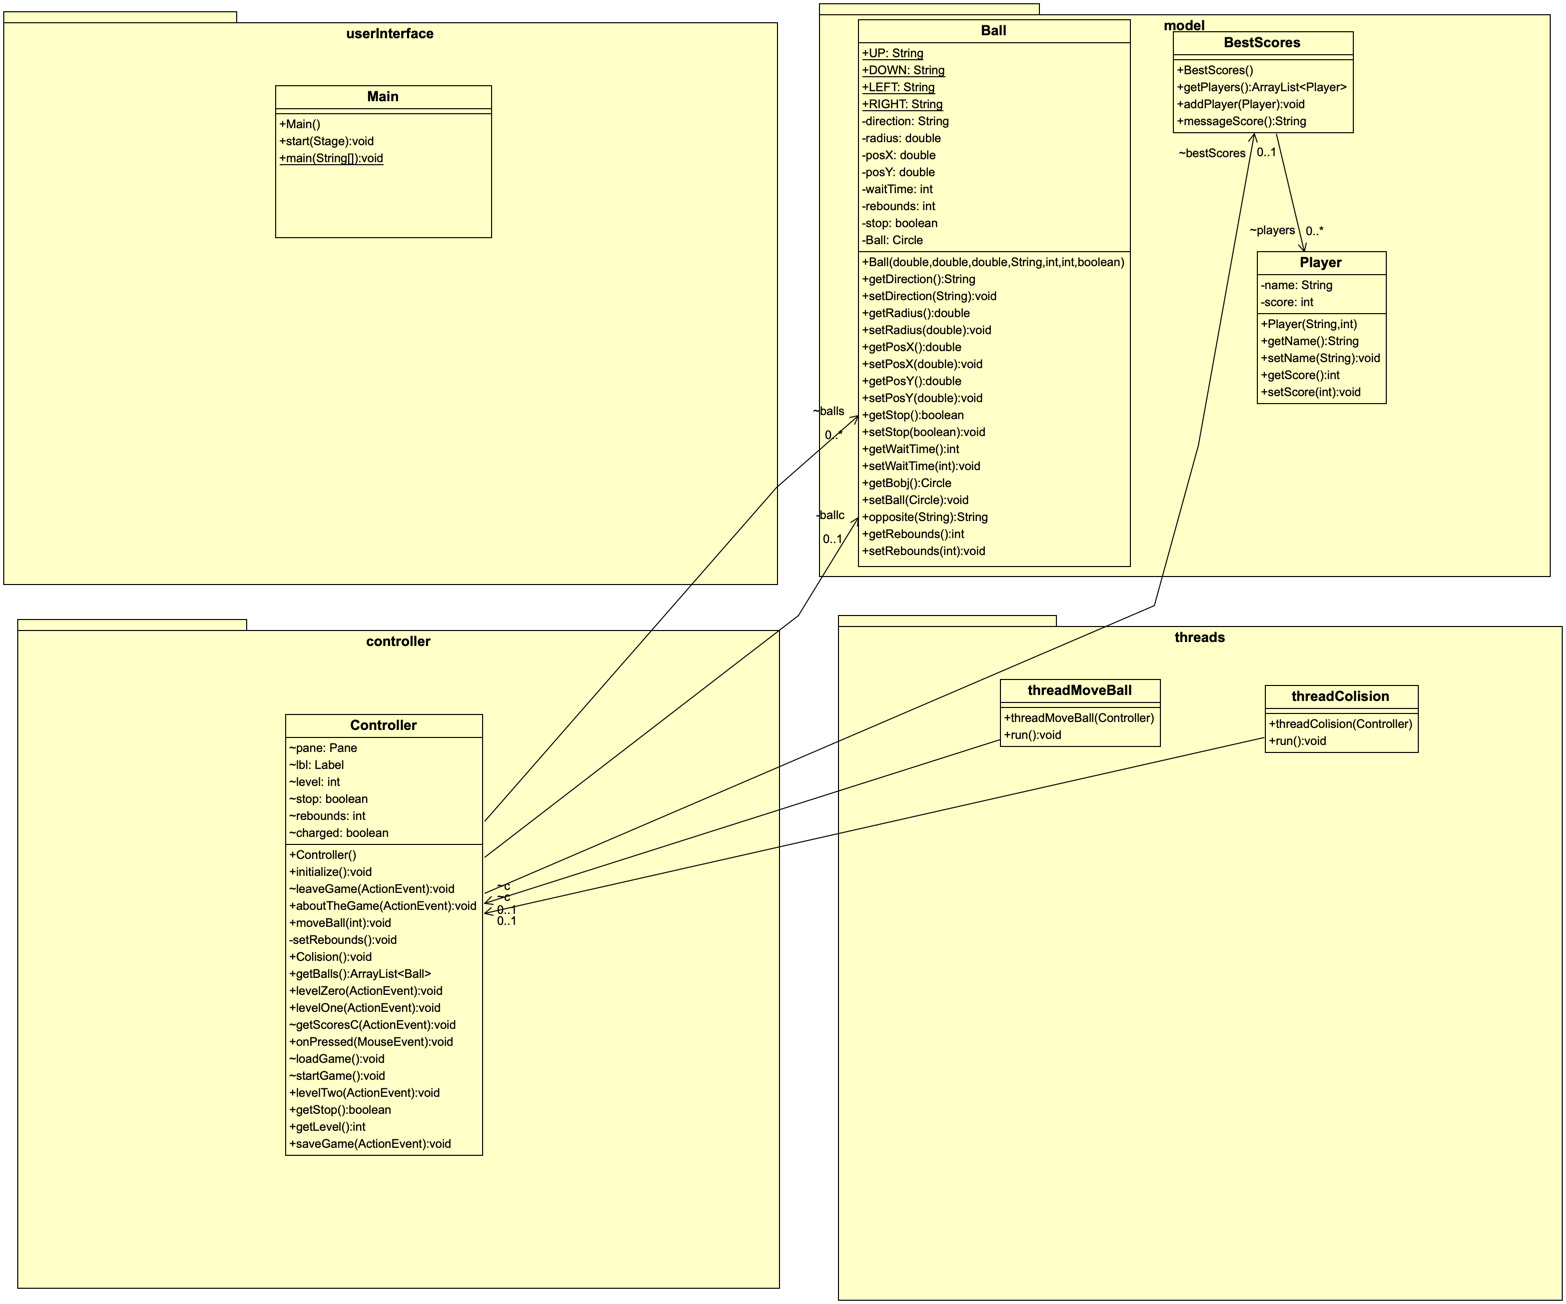 userInterface
Main
+Main()
+start(Stage):void
+main(String[]):void
model
Ball
+UP: String
+DOWN: String
+LEFT: String
+RIGHT: String
-direction: String
-radius: double
-posX: double
-posY: double
-waitTime: int
-rebounds: int
-stop: boolean
-Ball: Circle
+Ball(double,double,double,String,int,int,boolean)
+getDirection():String
+setDirection(String):void
+getRadius():double
+setRadius(double):void
+getPosX():double
+setPosX(double):void
+getPosY():double
+setPosY(double):void
+getStop():boolean
+setStop(boolean):void
+getWaitTime():int
+setWaitTime(int):void
+getBobj():Circle
+setBall(Circle):void
+opposite(String):String
+getRebounds():int
+setRebounds(int):void
~balls
0..*
-ballc
0..1
BestScores
+BestScores()
+getPlayers():ArrayList<Player>
+addPlayer(Player):void
+messageScore():String
~bestScores
0..1
~players
0..*
Player
-name: String
-score: int
+Player(String,int)
+getName():String
+setName(String):void
+getScore():int
+setScore(int):void
controller
Controller
~pane: Pane
~lbl: Label
~level: int
~stop: boolean
~rebounds: int
~charged: boolean
+Controller()
+initialize():void
~leaveGame(ActionEvent):void
+aboutTheGame(ActionEvent):void
+moveBall(int):void
-setRebounds():void
+Colision():void
+getBalls():ArrayList<Ball>
+levelZero(ActionEvent):void
+levelOne(ActionEvent):void
~getScoresC(ActionEvent):void
+onPressed(MouseEvent):void
~loadGame():void
~startGame():void
+levelTwo(ActionEvent):void
+getStop():boolean
+getLevel():int
+saveGame(ActionEvent):void
~c
~c
0..1
0..1
threads
threadMoveBall
+threadMoveBall(Controller)
+run():void
threadColision
+threadColision(Controller)
+run():void